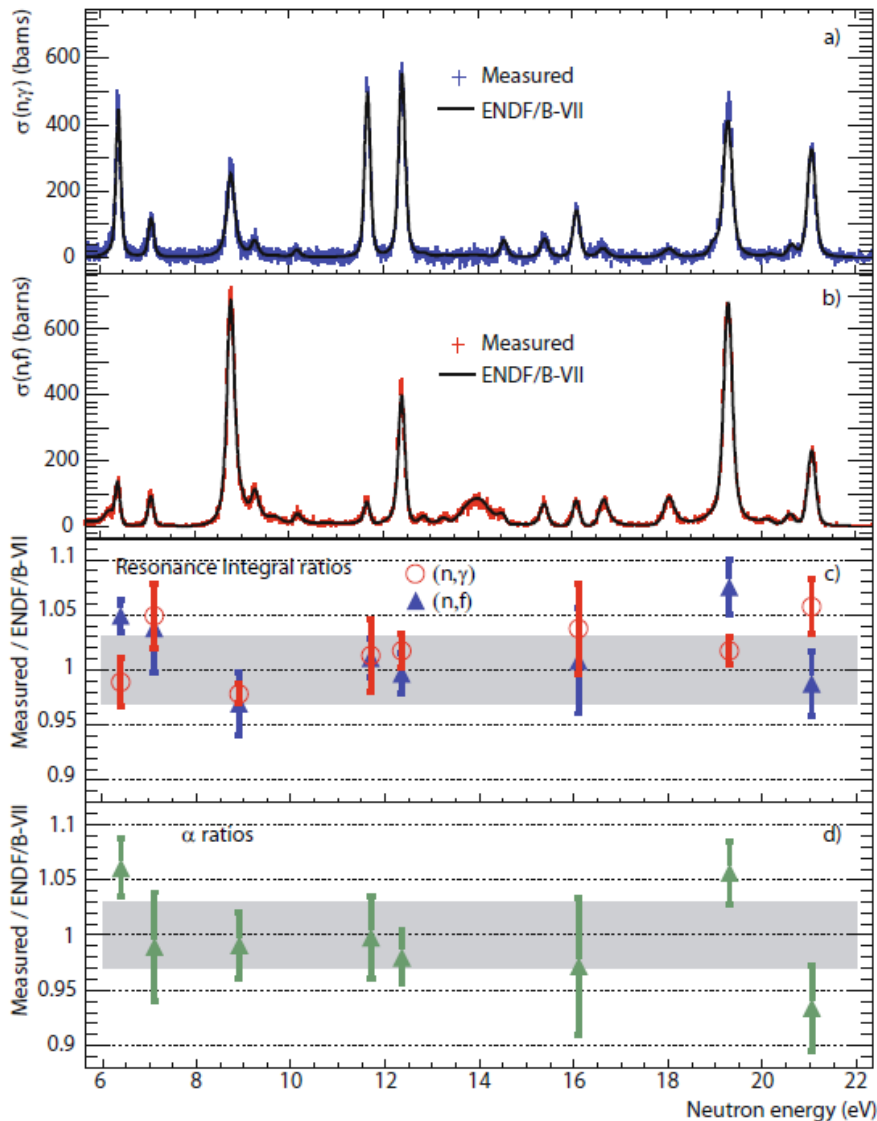 a)
σ(n,γ) (barns)
600
400
200
0
Measured
ENDF/B-VII
b)
σ(n,f) (barns)
600
400
200
0
Measured
ENDF/B-VII
c)
Measured / ENDF/B-VII
1.1
1.05
1
0.95
0.9
Resonance Integral ratios
(n,γ)
(n,f)
d)
Measured / ENDF/B-VII
1.1
1.05
1
0.95
0.9
α ratios
6 8 10 12 14 16 18 20 22
Neutron energy (eV)